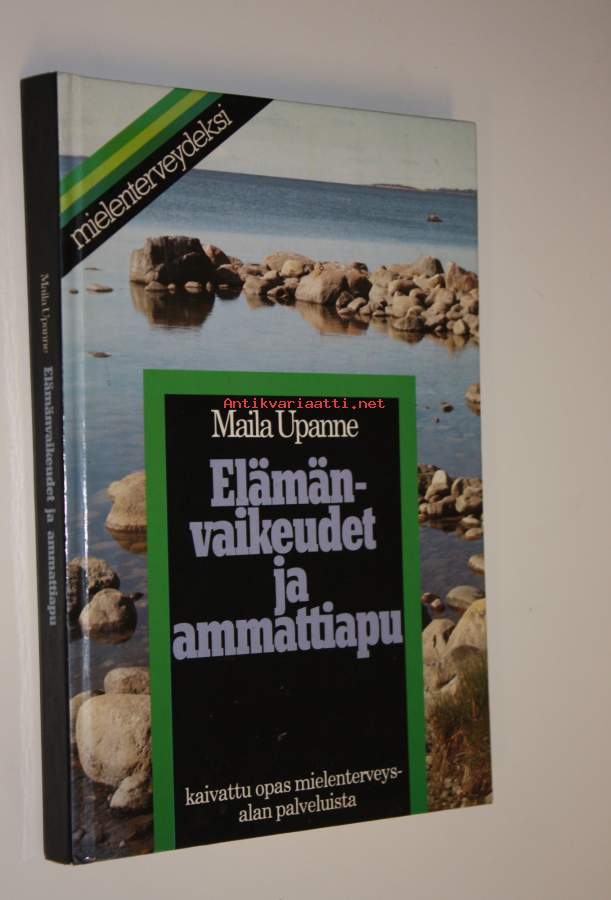 mielenterveydeksi
Antikvariaatti.net
Maila Upanne
Elämän-
vaikeudet
ja
ammattiapu
kaivattu opas mielenterveys-
alan palveluista
Maila Upanne Elämänvaikeudet ja ammattiapu